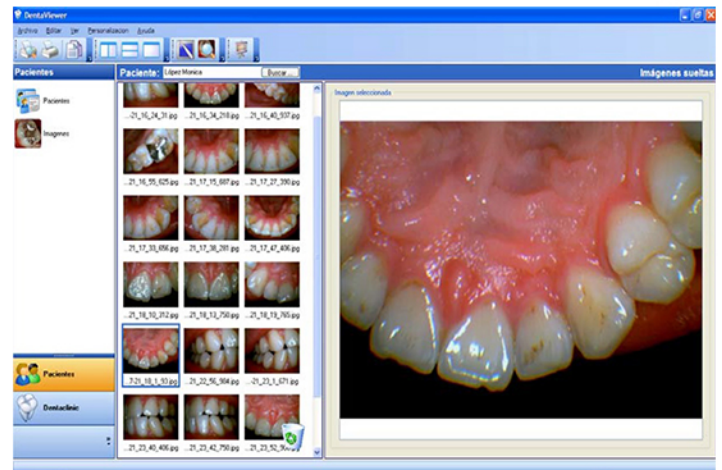 DentaViewer
Archivo Editar Ver Personalizacion Ayuda
Pacientes
Paciente: López Monica Buscar ...
Imágenes sueltas
Pacientes
Imagenes
Imagen seleccionada
...-21_16_24_31.jpg ...21_16_34_218.jpg ...21_16_40_937.jpg
...21_16_55_625.jpg ...21_17_15_687.jpg ...21_17_27_390.jpg
...21_17_33_656.jpg ...21_17_38_281.jpg ...21_17_47_406.jpg
...21_18_10_312.jpg ...21_18_13_750.jpg ...21_18_19_765.jpg
...7-21_18_1_93.jpg ...21_22_56_984.jpg ...-21_23_1_671.jpg
...21_23_40_406.jpg ...21_23_42_750.jpg
Pacientes
Dentaclinic